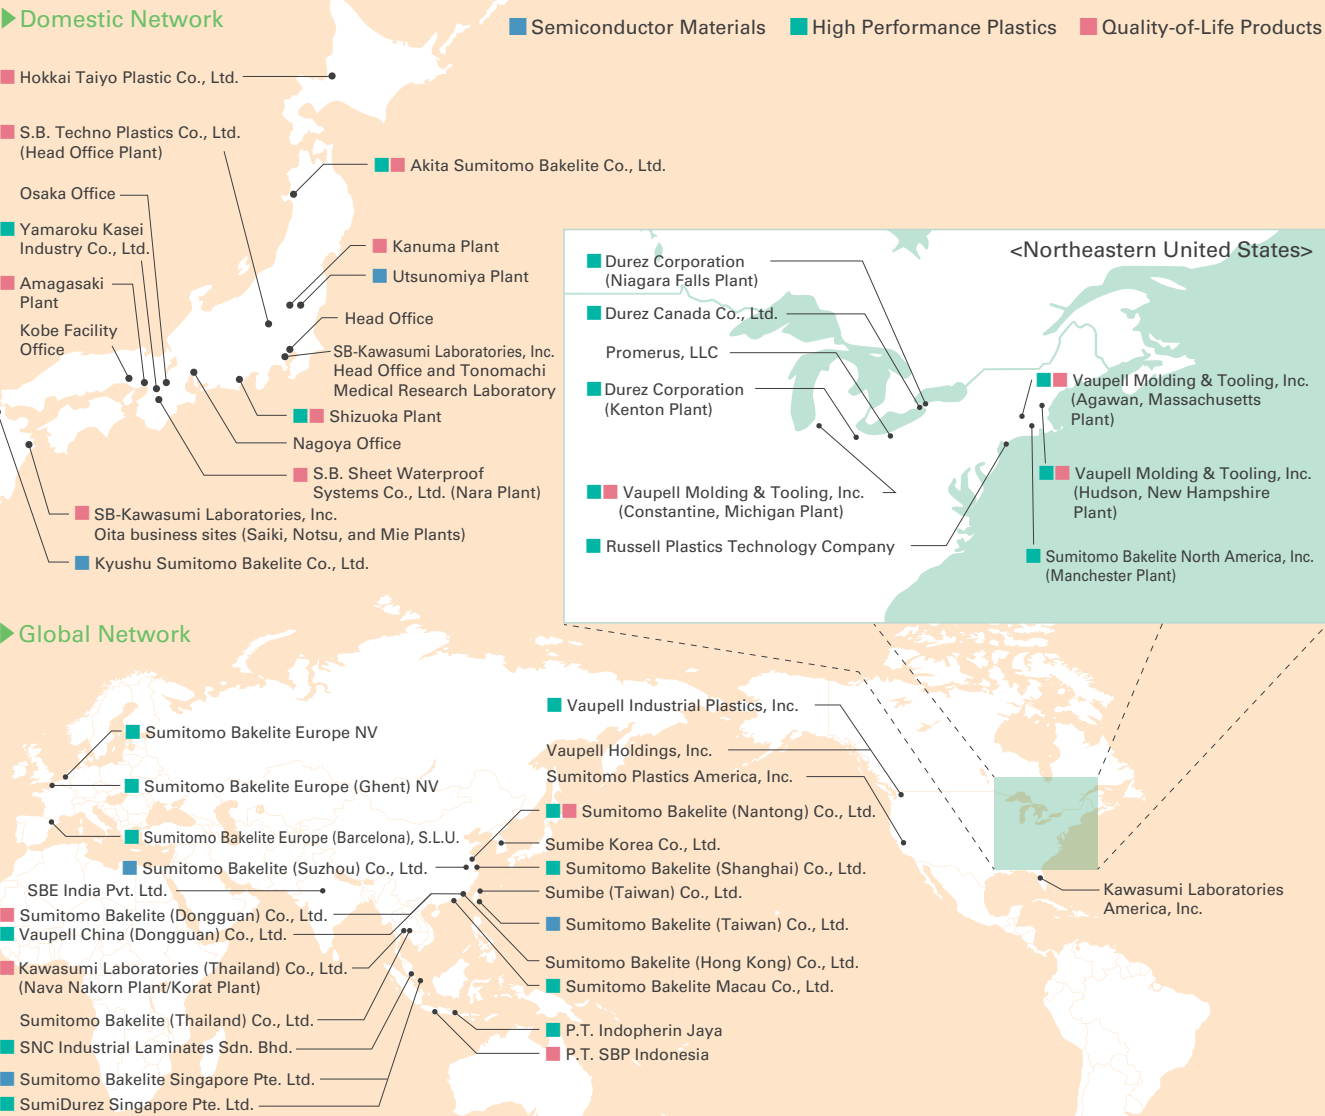 Domestic Network
Semiconductor Materials
High Performance Plastics
Quality-of-Life Products
Hokkai Taiyo Plastic Co., Ltd.
S.B. Techno Plastics Co., Ltd.
(Head Office Plant)
Akita Sumitomo Bakelite Co., Ltd.
Osaka Office
Yamaroku Kasei
Industry Co., Ltd.
Amagasaki
Plant
Kobe Facility
Office
Kanuma Plant
Utsunomiya Plant
Head Office
SB-Kawasumi Laboratories, Inc.
Head Office and Tonomachi
Medical Research Laboratory
Shizuoka Plant
Nagoya Office
S.B. Sheet Waterproof
Systems Co., Ltd. (Nara Plant)
SB-Kawasumi Laboratories, Inc.
Oita business sites (Saiki, Notsu, and Mie Plants)
Kyushu Sumitomo Bakelite Co., Ltd.
<Northeastern United States>
Durez Corporation
(Niagara Falls Plant)
Durez Canada Co., Ltd.
Promerus, LLC
Durez Corporation
(Kenton Plant)
Vaupell Molding & Tooling, Inc.
(Constantine, Michigan Plant)
Russell Plastics Technology Company
Vaupell Molding & Tooling, Inc.
(Agawan, Massachusetts
Plant)
Vaupell Molding & Tooling, Inc.
(Hudson, New Hampshire
Plant)
Sumitomo Bakelite North America, Inc.
(Manchester Plant)
Global Network
Sumitomo Bakelite Europe NV
Sumitomo Bakelite Europe (Ghent) NV
Sumitomo Bakelite Europe (Barcelona), S.L.U.
Sumitomo Bakelite (Suzhou) Co., Ltd.
SBE India Pvt. Ltd.
Sumitomo Bakelite (Dongguan) Co., Ltd.
Vaupell China (Dongguan) Co., Ltd.
Kawasumi Laboratories (Thailand) Co., Ltd.
(Nava Nakorn Plant/Korat Plant)
Sumitomo Bakelite (Thailand) Co., Ltd.
SNC Industrial Laminates Sdn. Bhd.
Sumitomo Bakelite Singapore Pte. Ltd.
SumiDurez Singapore Pte. Ltd.
Vaupell Industrial Plastics, Inc.
Vaupell Holdings, Inc.
Sumitomo Plastics America, Inc.
Sumitomo Bakelite (Nantong) Co., Ltd.
Sumibe Korea Co., Ltd.
Sumitomo Bakelite (Shanghai) Co., Ltd.
Sumibe (Taiwan) Co., Ltd.
Sumitomo Bakelite (Taiwan) Co., Ltd.
Sumitomo Bakelite (Hong Kong) Co., Ltd.
Sumitomo Bakelite Macau Co., Ltd.
P.T. Indopherin Jaya
P.T. SBP Indonesia
Kawasumi Laboratories
America, Inc.